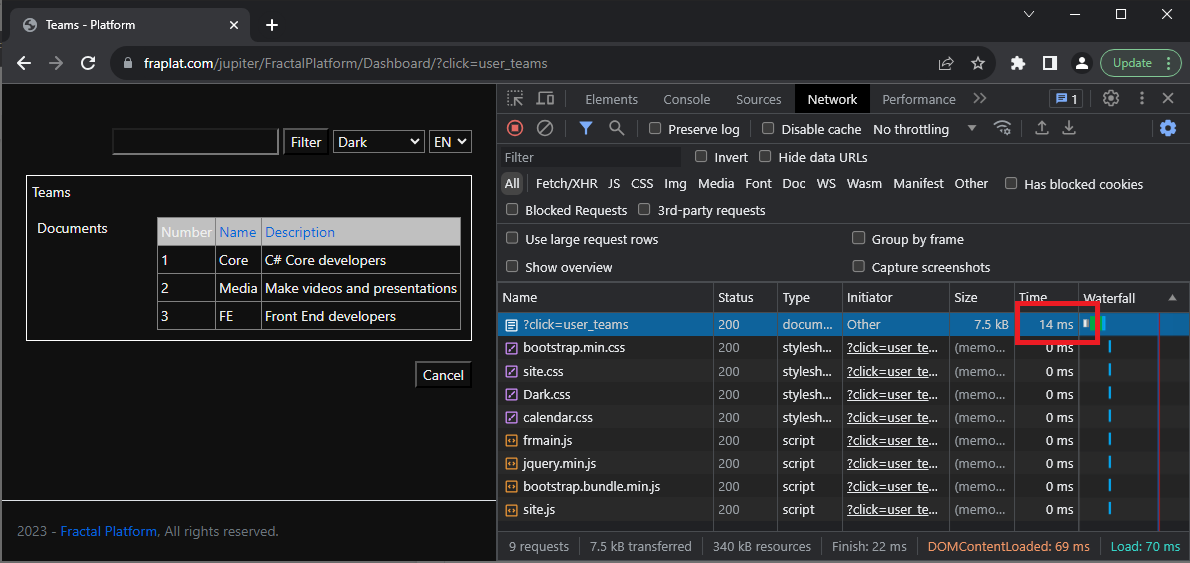 Teams - Platform
fraplat.com/jupiter/FractalPlatform/Dashboard/?click=user_teams
Update
Filter
Dark
EN
Teams
Documents
Number Name Description
1 Core C# Core developers
2 Media Make videos and presentations
3 FE Front End developers
Cancel
2023 - Fractal Platform, All rights reserved.
Elements Console Sources Network Performance 1
Preserve log Disable cache No throttling
Filter Invert Hide data URLs
All Fetch/XHR JS CSS Img Media Font Doc WS Wasm Manifest Other Has blocked cookies
Blocked Requests 3rd-party requests
Use large request rows Group by frame
Show overview Capture screenshots
Name Status Type Initiator Size Time Waterfall
?click=user_teams 200 docum... Other 7.5 kB 14 ms
bootstrap.min.css 200 stylesh... ?click=user_te... (memo... 0 ms
site.css 200 stylesh... ?click=user_te... (memo... 0 ms
Dark.css 200 stylesh... ?click=user_te... (memo... 0 ms
calendar.css 200 stylesh... ?click=user_te... (memo... 0 ms
frmain.js 200 script ?click=user_te... (memo... 0 ms
jquery.min.js 200 script ?click=user_te... (memo... 0 ms
bootstrap.bundle.min.js 200 script ?click=user_te... (memo... 0 ms
site.js 200 script ?click=user_te... (memo... 0 ms
9 requests 7.5 kB transferred 340 kB resources Finish: 22 ms DOMContentLoaded: 69 ms Load: 70 ms